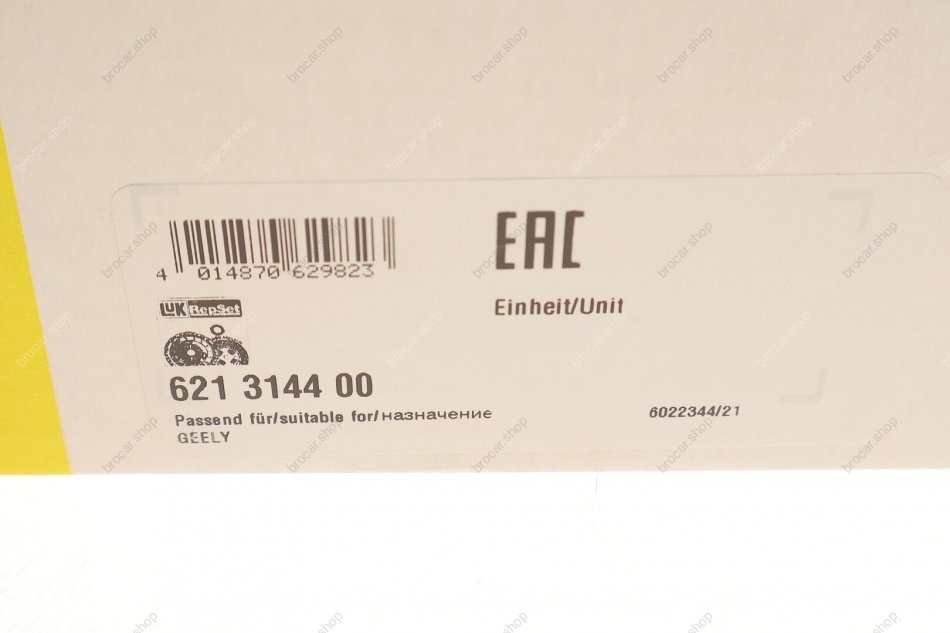 EAC
4 014870 629823
Einheit/Unit
LUK RepSet
621 3144 00
Passend für/suitable for/назначение
6022344/21
GEELY
brocar.shop